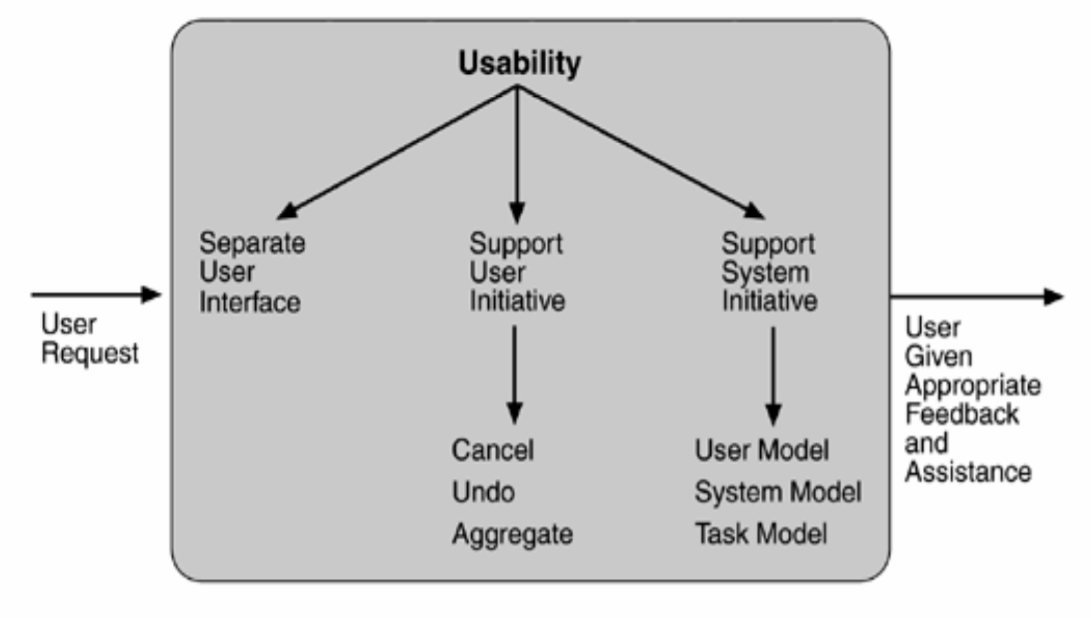 Usability
Separate
User
Interface
Support
User
Initiative
Support
System
Initiative
User
Request
User
Given
Appropriate
Feedback
and
Assistance
Cancel
Undo
Aggregate
User Model
System Model
Task Model